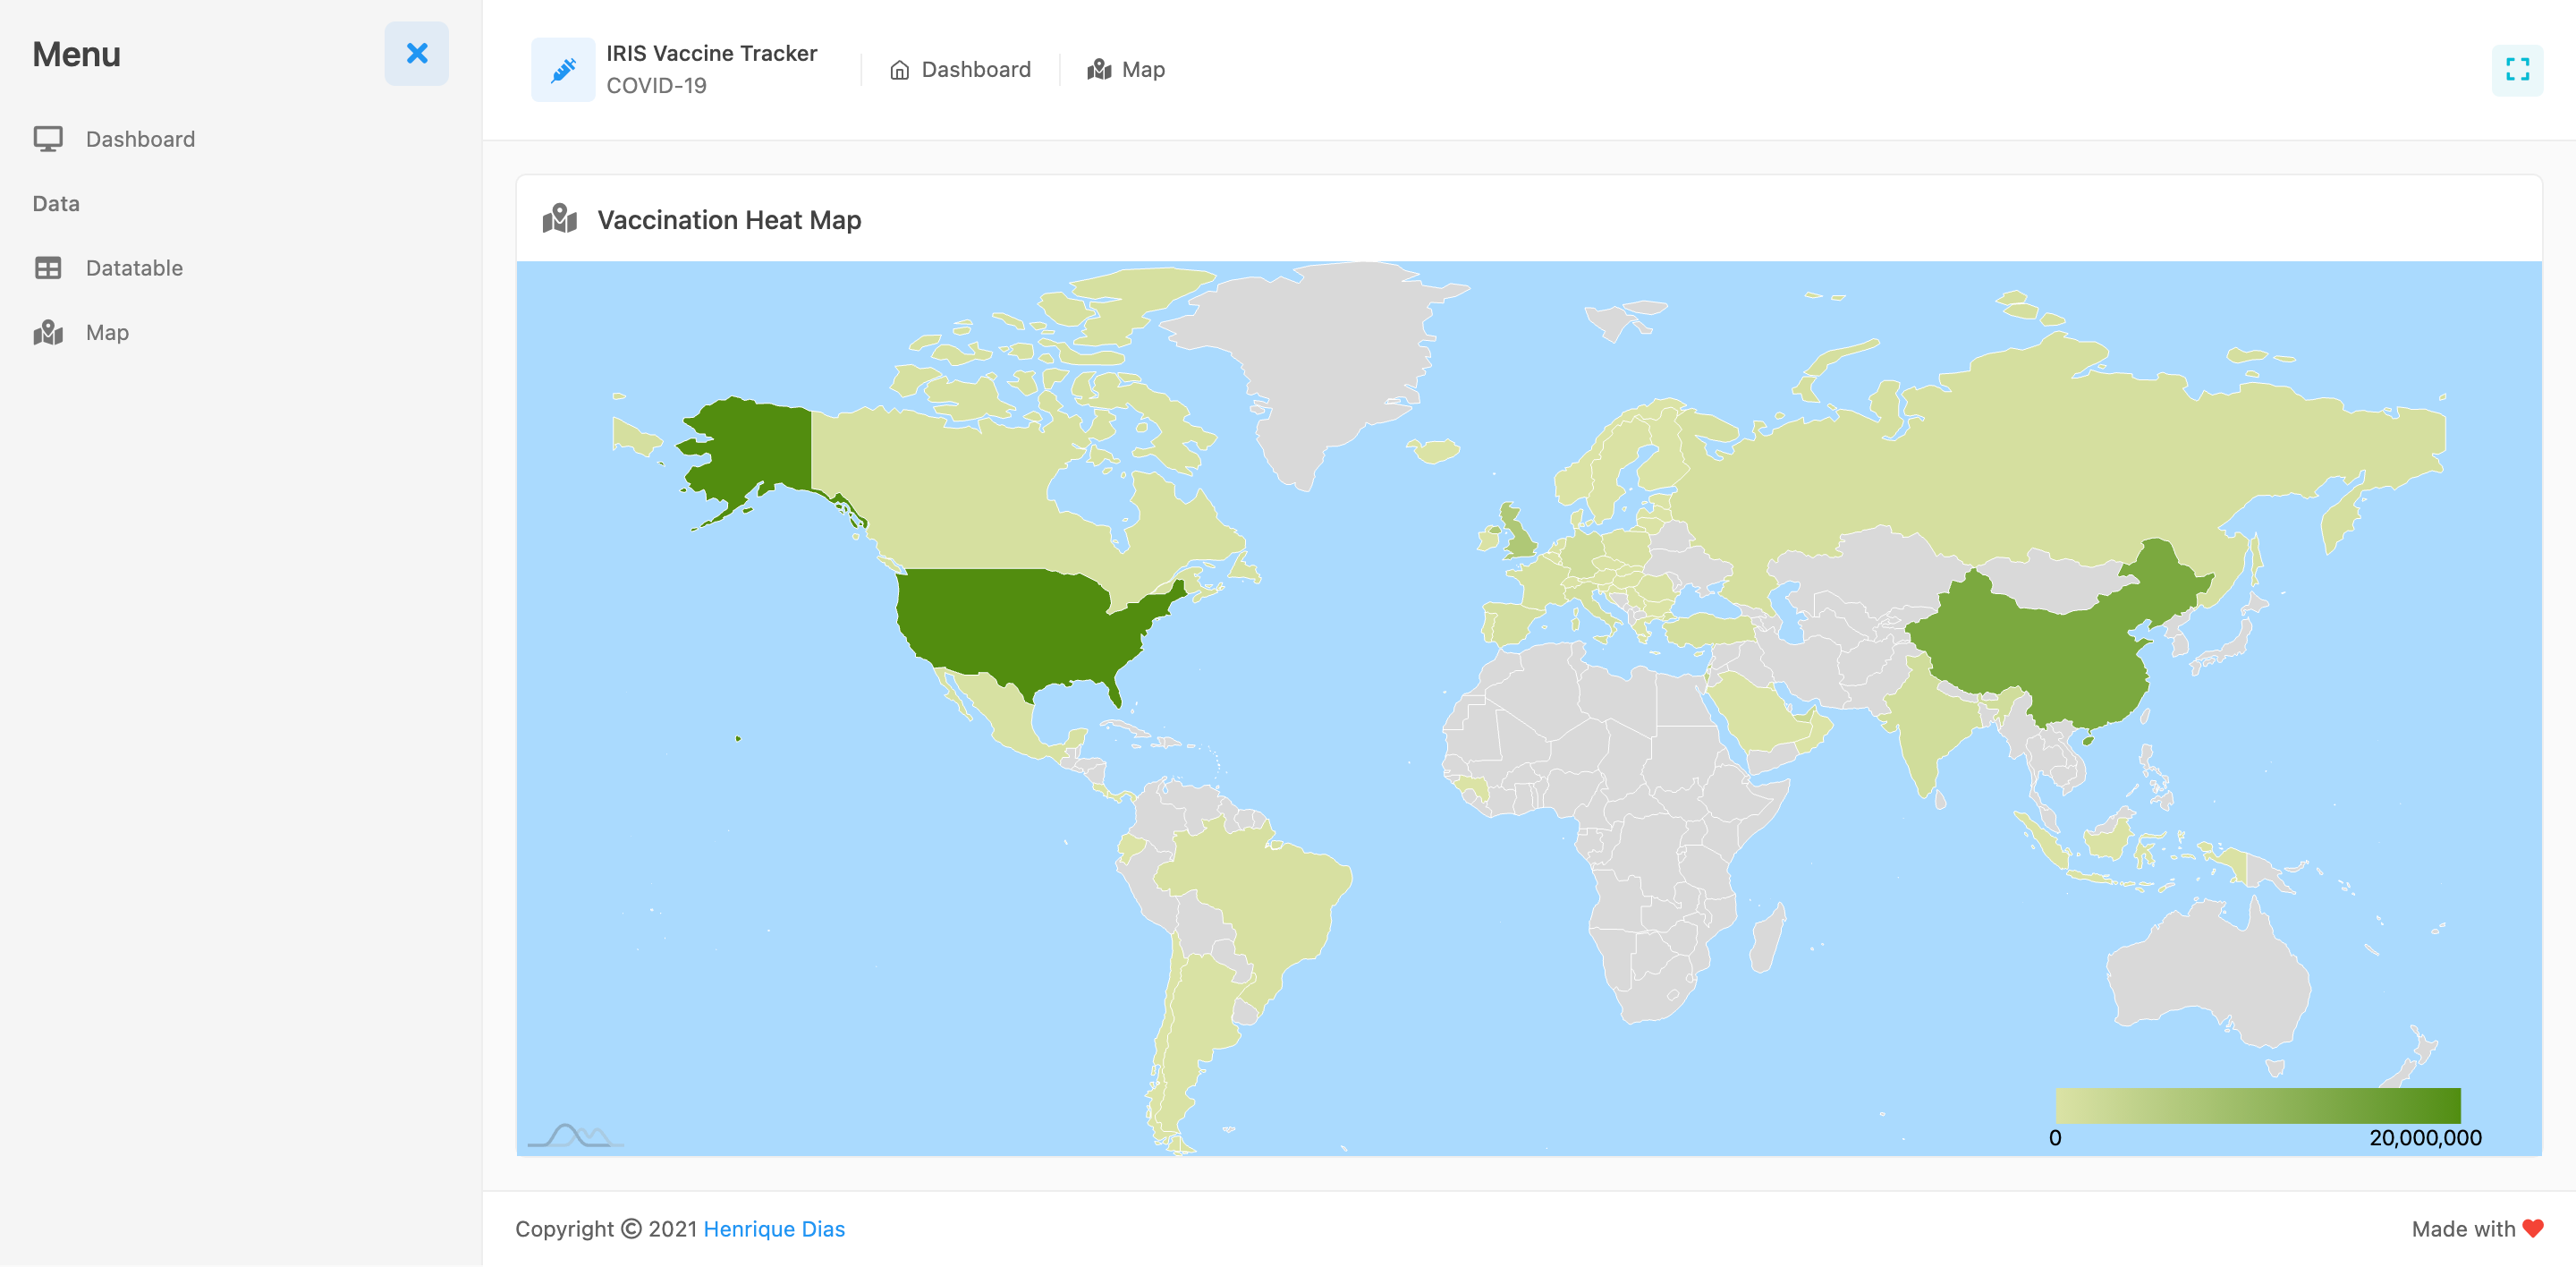 Menu
Dashboard
Data
Datatable
Map
IRIS Vaccine Tracker
COVID-19
Dashboard
Map
Vaccination Heat Map
0
20,000,000
Copyright © 2021 Henrique Dias
Made with